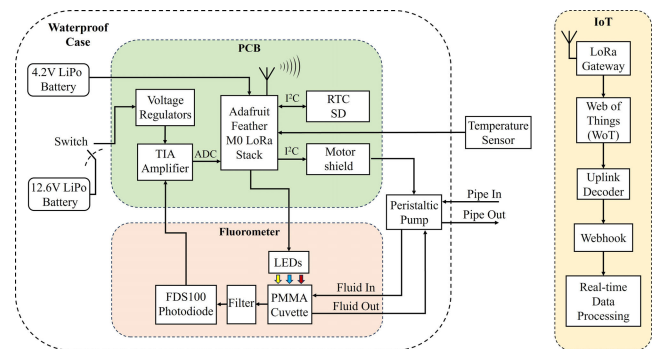 Waterproof
Case
PCB
4.2V LiPo
Battery
Voltage
Regulators
Adafruit
Feather
M0 LoRa
Stack
I²C
RTC
SD
Switch
TIA
Amplifier
ADC
I²C
Motor
shield
Temperature
Sensor
12.6V LiPo
Battery
Peristaltic
Pump
Pipe In
Pipe Out
Fluorometer
LEDs
FDS100
Photodiode
Filter
PMMA
Cuvette
Fluid In
Fluid Out
IoT
LoRa
Gateway
Web of
Things
(WoT)
Uplink
Decoder
Webhook
Real-time
Data
Processing